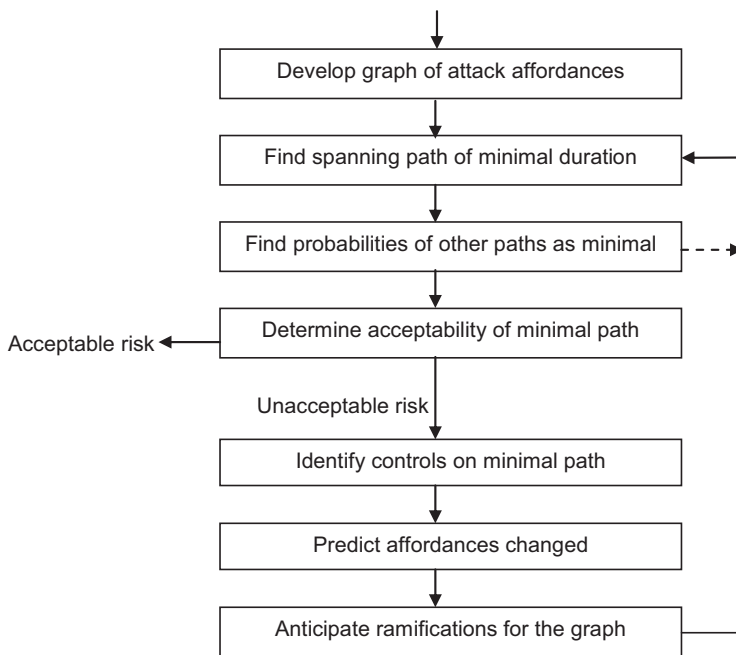 Develop graph of attack affordances
Find spanning path of minimal duration
Find probabilities of other paths as minimal
Determine acceptability of minimal path
Acceptable risk
Unacceptable risk
Identify controls on minimal path
Predict affordances changed
Anticipate ramifications for the graph